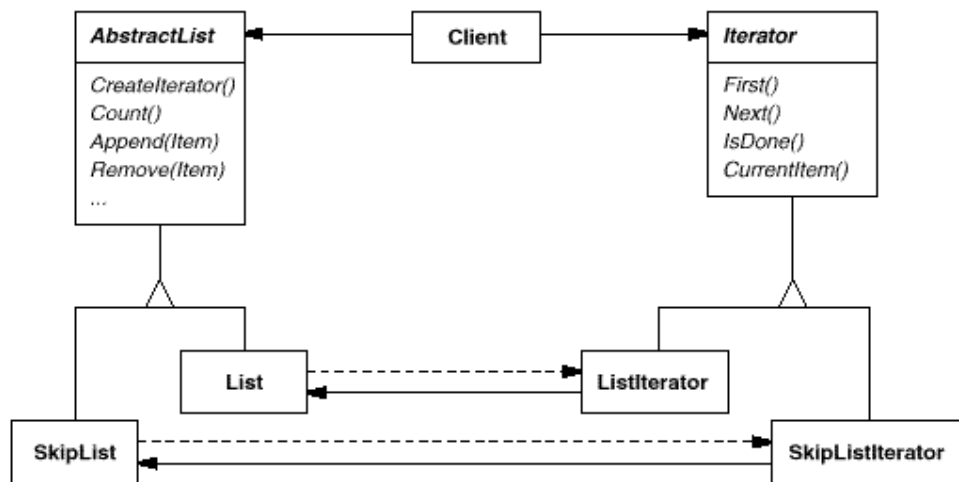 AbstractList
CreateIterator()
Count()
Append(Item)
Remove(Item)
...
Client
Iterator
First()
Next()
IsDone()
CurrentItem()
List
ListIterator
SkipList
SkipListIterator